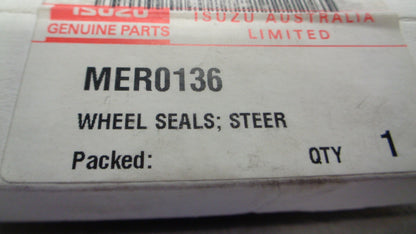 ISUZU
GENUINE PARTS
ISUZU AUSTRALIA
LIMITED
MER0136
WHEEL SEALS; STEER
Packed:
QTY 1